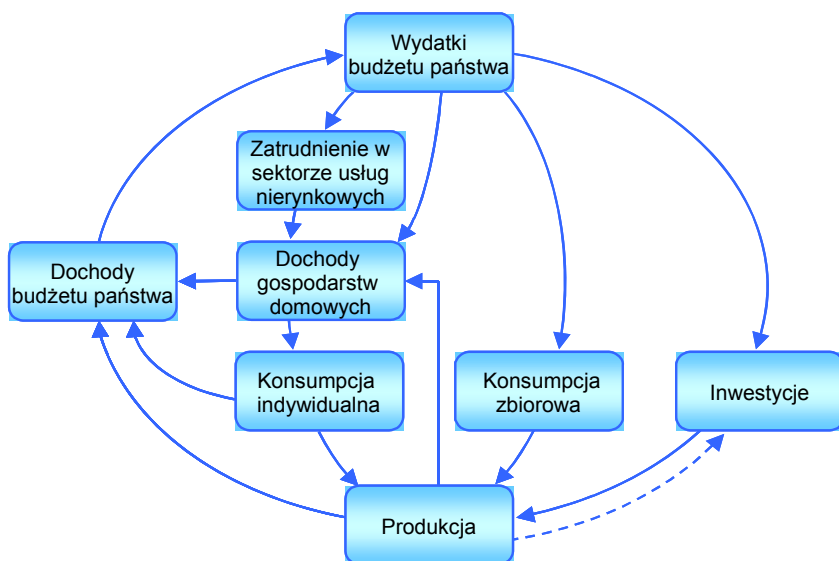 Wydatki
budżetu państwa
Zatrudnienie w
sektorze usług
nierynkowych
Dochody
budżetu państwa
Dochody
gospodarstw
domowych
Konsumpcja
indywidualna
Konsumpcja
zbiorowa
Inwestycje
Produkcja